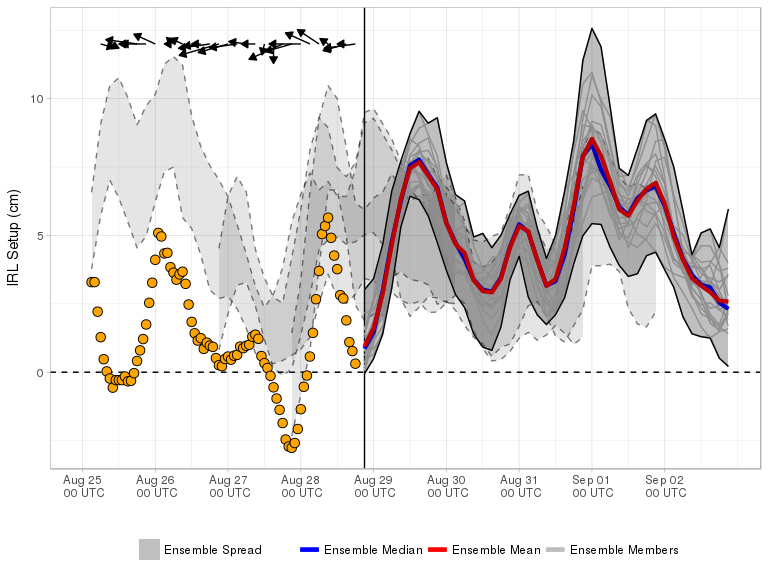 IRL Setup (cm)
10
5
0
Aug 25 Aug 26 Aug 27 Aug 28 Aug 29 Aug 30 Aug 31 Sep 01 Sep 02
00 UTC 00 UTC 00 UTC 00 UTC 00 UTC 00 UTC 00 UTC 00 UTC 00 UTC
Ensemble Spread Ensemble Median Ensemble Mean Ensemble Members